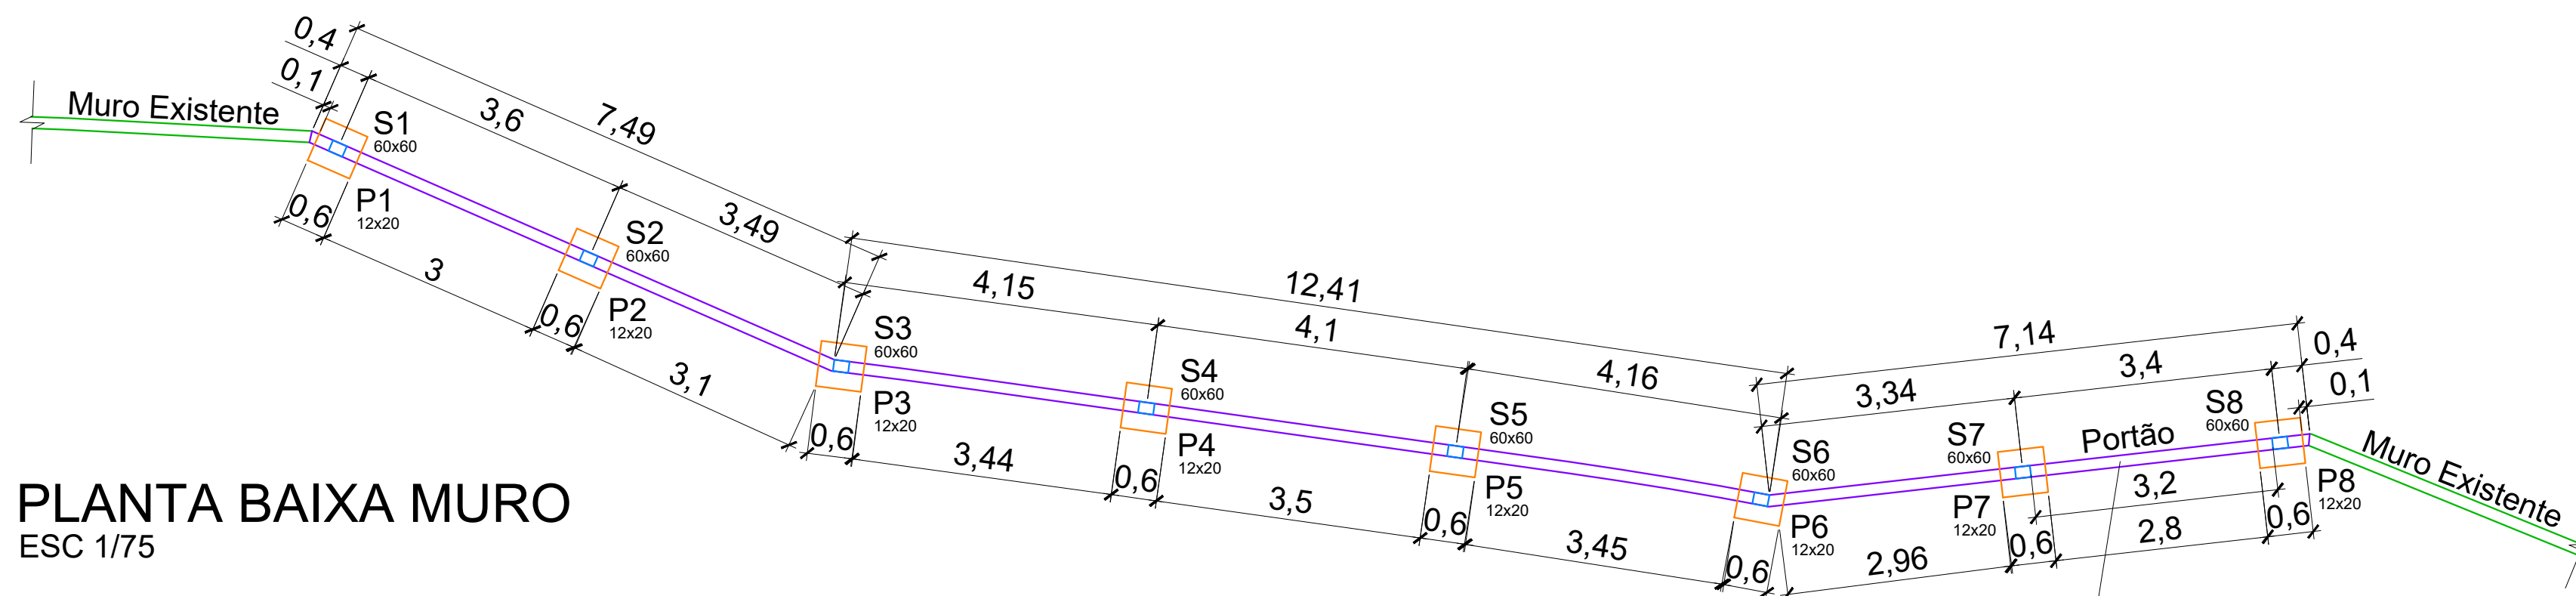 0,4
0,1
Muro Existente
3,6
7,49
S1
60x60
P1
12x20
0,6
3
S2
60x60
P2
12x20
0,6
3,49
3,1
S3
60x60
P3
12x20
0,6
4,15
12,41
4,1
4,16
3,44
S4
60x60
P4
12x20
0,6
3,5
S5
60x60
P5
12x20
0,6
3,45
S6
60x60
P6
12x20
0,6
7,14
3,34
3,4
0,4
0,1
2,96
S7
60x60
P7
12x20
0,6
Portão
3,2
2,8
S8
60x60
P8
12x20
0,6
Muro Existente
PLANTA BAIXA MURO
ESC 1/75